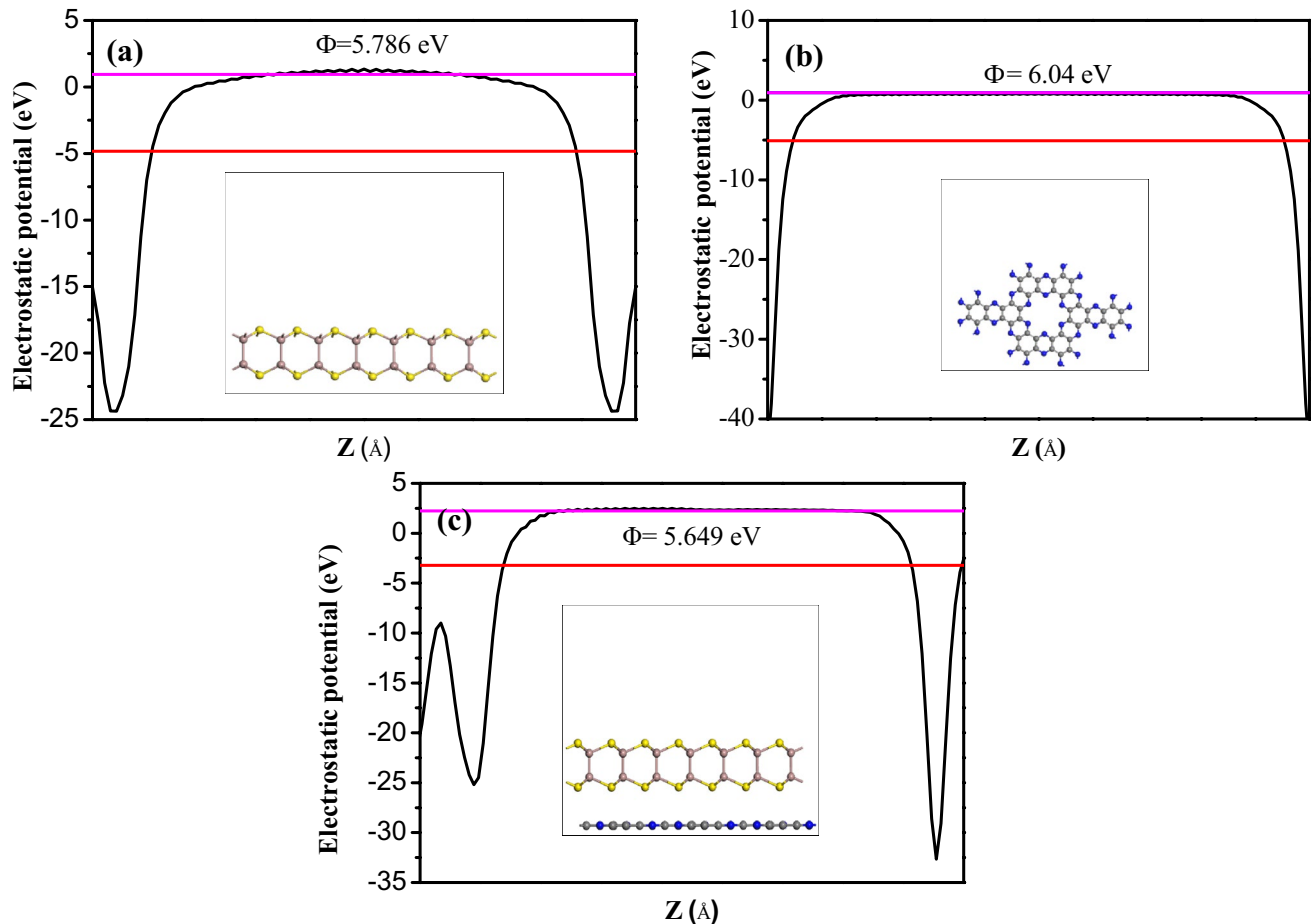 (a)
Φ=5.786 eV
Electrostatic potential (eV)
5
0
-5
-10
-15
-20
-25
Z (Å)
(b)
Φ= 6.04 eV
Electrostatic potential (eV)
10
0
-10
-20
-30
-40
Z (Å)
(c)
Φ= 5.649 eV
Electrostatic potential (eV)
5
0
-5
-10
-15
-20
-25
-30
-35
Z (Å)